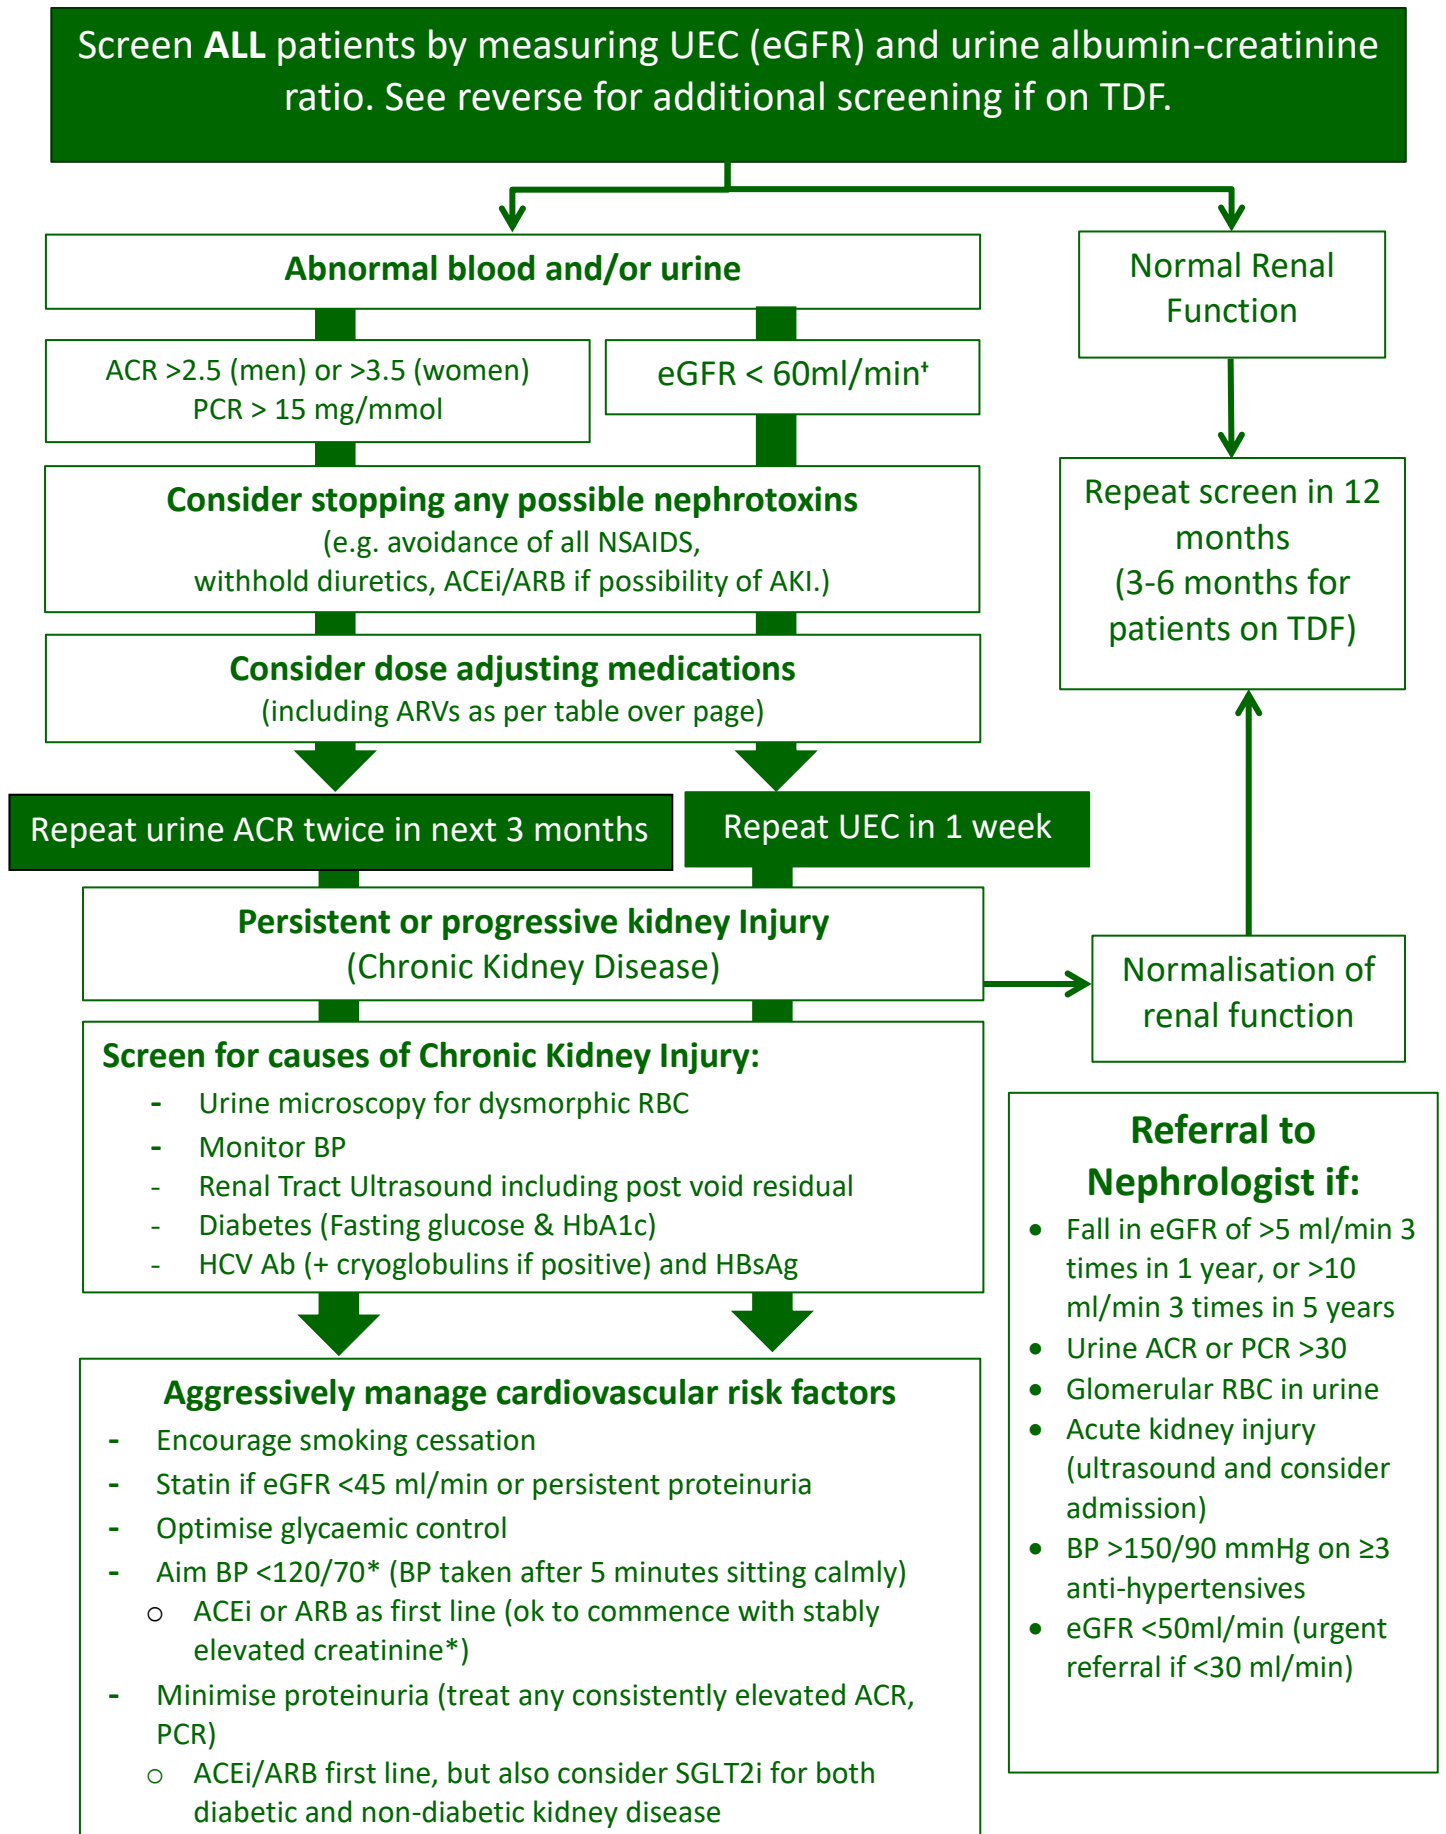 Screen ALL patients by measuring UEC (eGFR) and urine albumin-creatinine
ratio. See reverse for additional screening if on TDF.
Abnormal blood and/or urine
Normal Renal
Function
ACR >2.5 (men) or >3.5 (women)
PCR > 15 mg/mmol
eGFR < 60ml/min†
Consider stopping any possible nephrotoxins
(e.g. avoidance of all NSAIDS,
withhold diuretics, ACEi/ARB if possibility of AKI.)
Repeat screen in 12
months
(3-6 months for
patients on TDF)
Consider dose adjusting medications
(including ARVs as per table over page)
Repeat urine ACR twice in next 3 months
Repeat UEC in 1 week
Persistent or progressive kidney Injury
(Chronic Kidney Disease)
Normalisation of
renal function
Screen for causes of Chronic Kidney Injury:
- Urine microscopy for dysmorphic RBC
- Monitor BP
- Renal Tract Ultrasound including post void residual
- Diabetes (Fasting glucose & HbA1c)
- HCV Ab (+ cryoglobulins if positive) and HBsAg
Aggressively manage cardiovascular risk factors
- Encourage smoking cessation
- Statin if eGFR <45 ml/min or persistent proteinuria
- Optimise glycaemic control
- Aim BP <120/70* (BP taken after 5 minutes sitting calmly)
o ACEi or ARB as first line (ok to commence with stably
elevated creatinine*)
- Minimise proteinuria (treat any consistently elevated ACR,
PCR)
o ACEi/ARB first line, but also consider SGLT2i for both
diabetic and non-diabetic kidney disease
Referral to
Nephrologist if:
• Fall in eGFR of >5 ml/min 3
times in 1 year, or >10
ml/min 3 times in 5 years
• Urine ACR or PCR >30
• Glomerular RBC in urine
• Acute kidney injury
(ultrasound and consider
admission)
• BP >150/90 mmHg on ≥3
anti-hypertensives
• eGFR <50ml/min (urgent
referral if <30 ml/min)